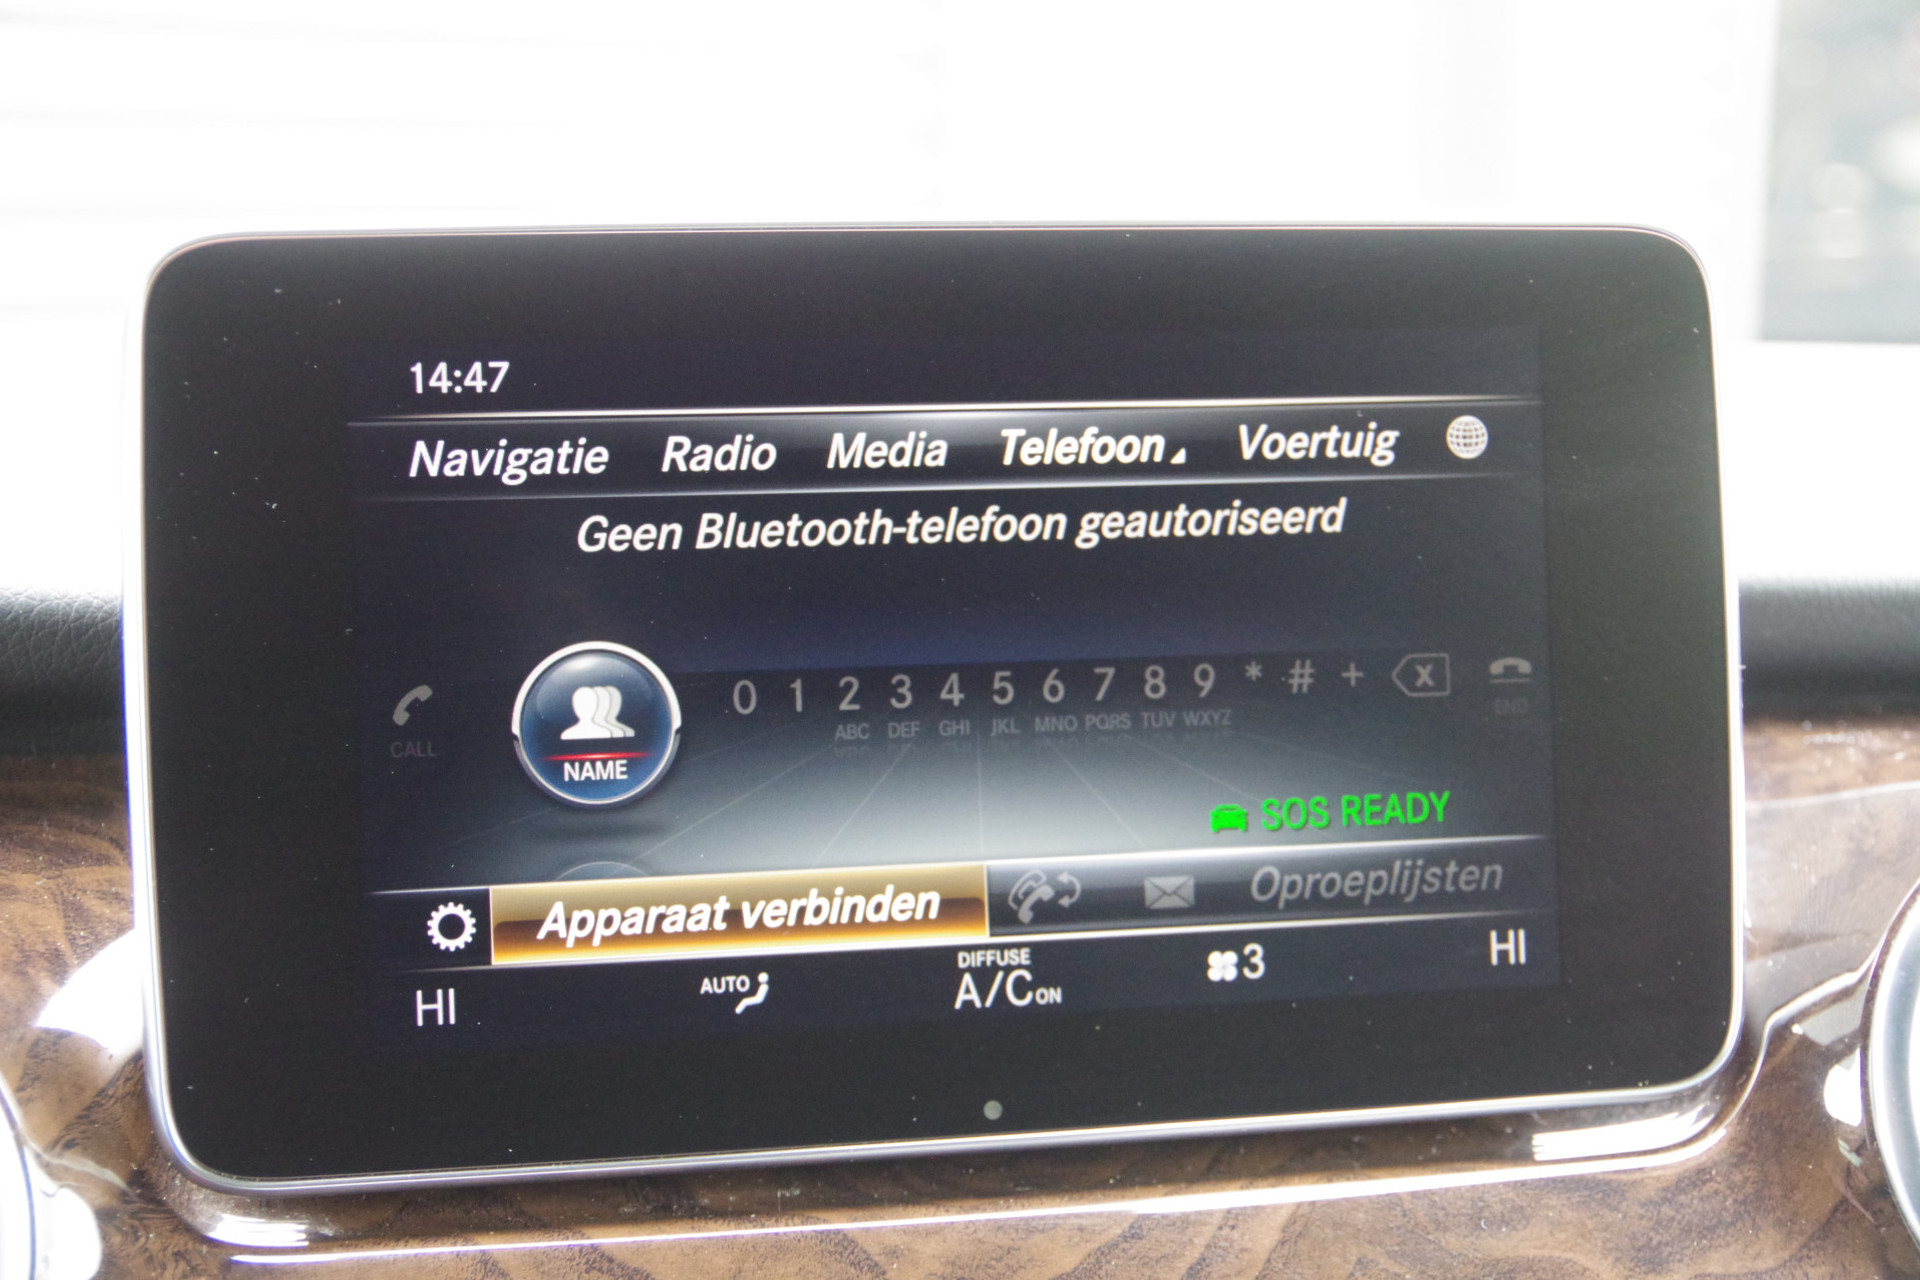 14:47
Navigatie Radio Media Telefoon Voertuig
Geen Bluetooth-telefoon geautoriseerd
0 1 2 3 4 5 6 7 8 9 * # +
ABC DEF GHI JKL MNO PQRS TUV WXYZ
CALL
NAME
END
SOS READY
Apparaat verbinden Oproeplijsten
HI AUTO DIFFUSE A/C ON 3 HI